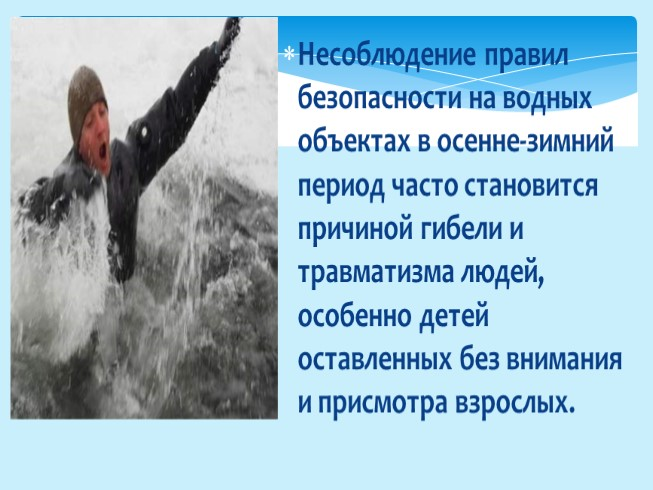 * Несоблюдение правил
безопасности на водных
объектах в осенне-зимний
период часто становится
причиной гибели и
травматизма людей,
особенно детей
оставленных без внимания
и присмотра взрослых.